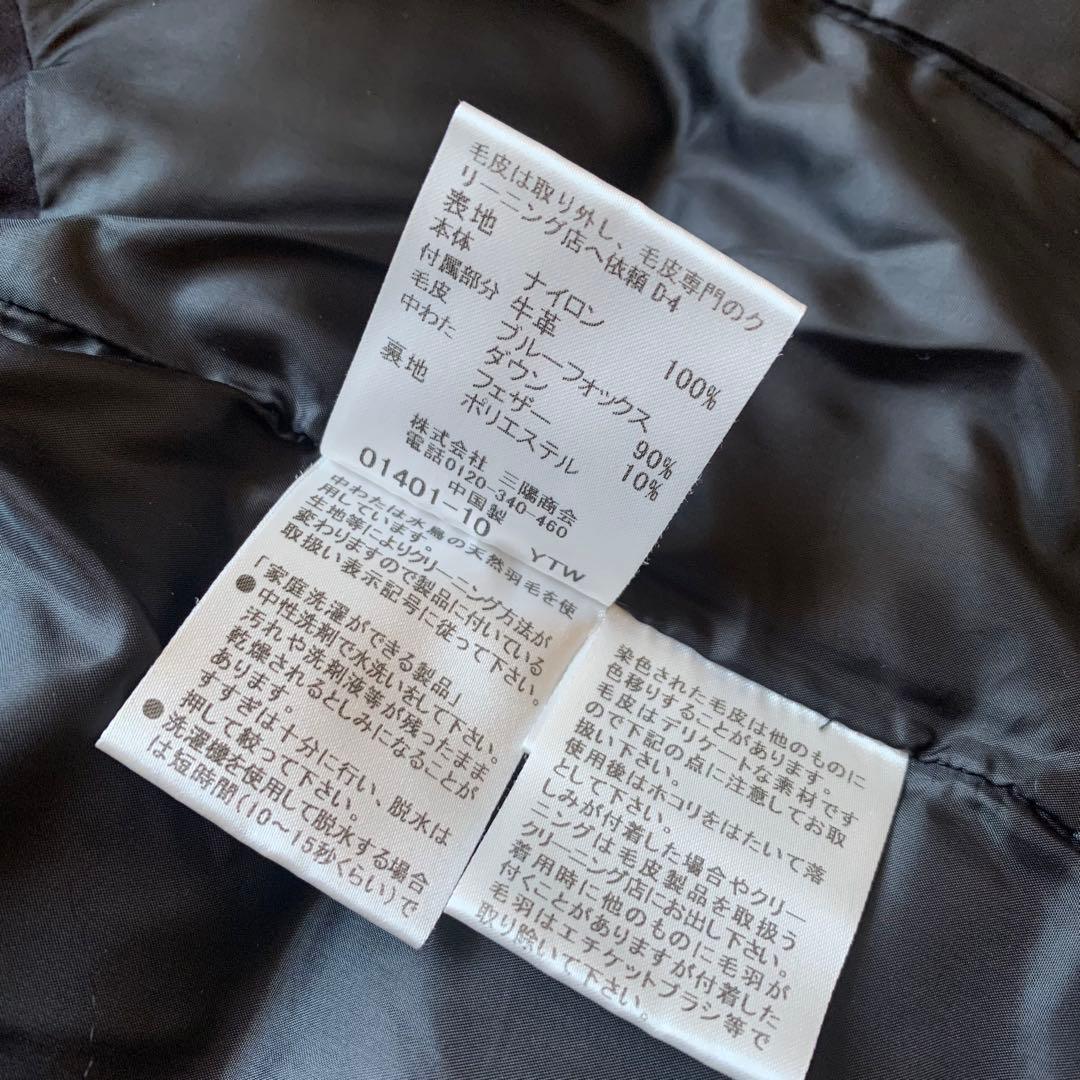 毛皮は取り外し、毛皮専門のク
リーニング店へ依頼 D-4
表地
本体 ナイロン 100%
付属部分 牛革
毛皮 ブルーフォックス
中わた ダウン 90%
フェザー 10%
裏地 ポリエステル
株式会社 三陽商会
電話0120-340-460
中国製
01401-10 YTW
中わたは水鳥の天然羽毛を使
用しています。
生地等によりクリーニング方法が
変わりますので製品に付いている
取扱い表示記号に従って下さい。
「家庭洗濯ができる製品」
●中性洗剤で水洗いをして下さい。
汚れや洗剤液等が残ったまま
乾燥されるとしみになることが
あります。
すすぎは十分に行い、脱水は
押して絞って下さい。
●洗濯機を使用して脱水する場合
は短時間(10〜15秒くらい)で
染色された毛皮は他のものに
色移りすることがあります。
毛皮はデリケートな素材です
ので下記の点に注意してお取
扱い下さい。
使用後はホコリをはたいて落
として下さい。
しみが付着した場合やクリー
ニングは毛皮製品を取扱う
クリーニング店にお出し下さい。
着用時に他のものに毛羽が
付くことがありますが付着した
毛羽はエチケットブラシ等で
取り除いて下さい。